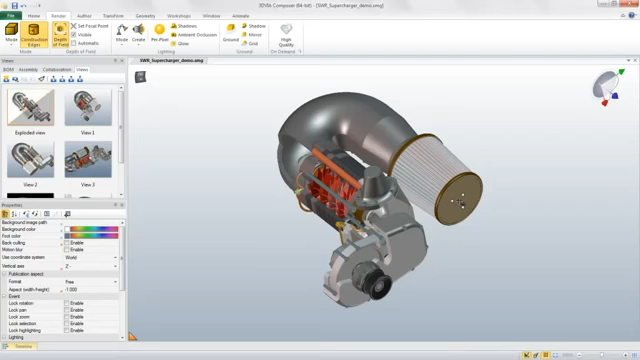 3DVIA Composer (64-bit) - [SWR_Supercharger_demo.smg]
File Home Render Author Transform Geometry Workshops Animation Window
Mode Construction Edges Depth of Field Set Focal Point Visible Automatic Mode Create Per-Pixel Shadows Ambient Occlusion Glow Ground Shadow Mirror Grid High Quality
Depth of Field Lighting Ground On Demand
Views
BOM Assembly Collaboration Views
SWR_Supercharger_demo.smg
Exploded view View 1
View 2 View 3
Properties
Background image path
Background color
Foot color
Back culling Enable
Motion blur Enable
Use coordinate system World
Vertical axis Z
Publication aspect
Format Free
Aspect (width/height) -1.000
Event
Lock rotation Enable
Lock pan Enable
Lock zoom Enable
Lock selection Enable
Lock highlighting Enable
Lighting
Timeline